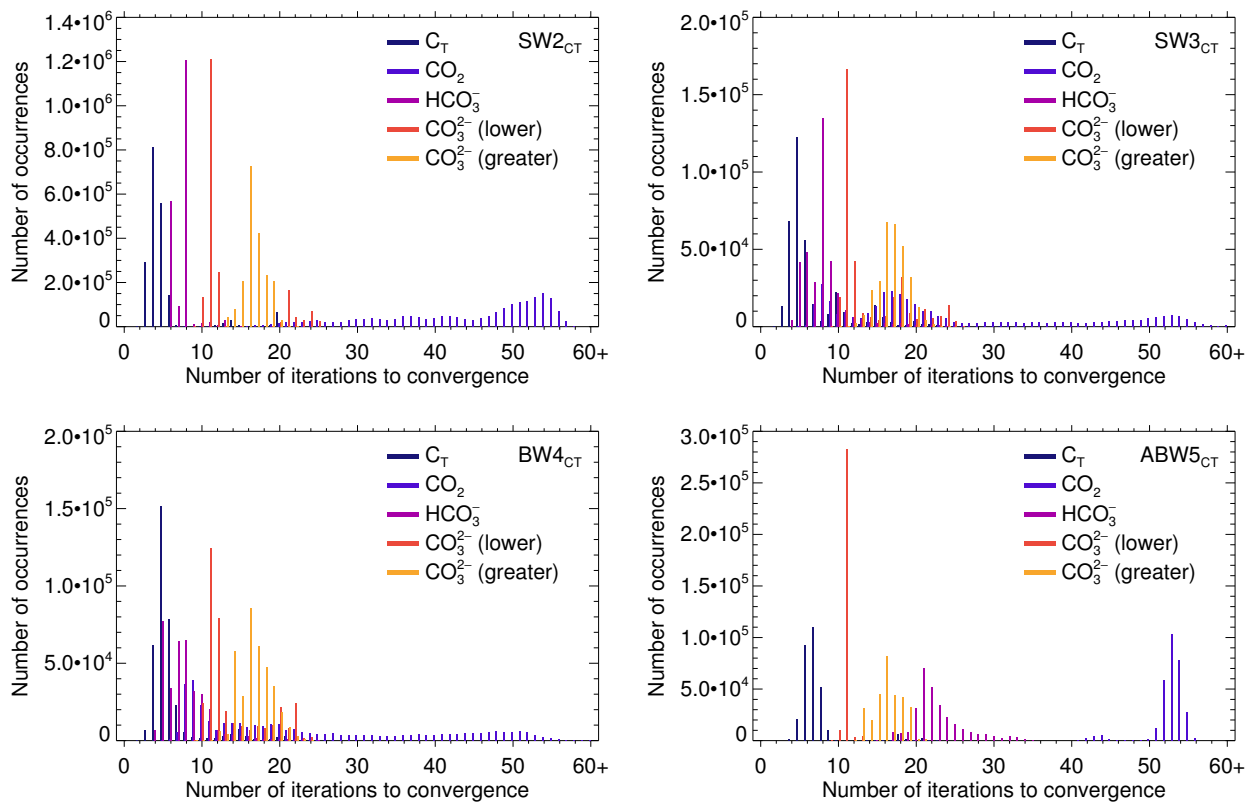 1.4•10⁶
1.2•10⁶
1.0•10⁶
8.0•10⁵
6.0•10⁵
4.0•10⁵
2.0•10⁵
0
Number of occurrences
C_T
CO₂
HCO₃⁻
CO₃²⁻ (lower)
CO₃²⁻ (greater)
SW2_CT
0 10 20 30 40 50 60+
Number of iterations to convergence
2.0•10⁵
1.5•10⁵
1.0•10⁵
5.0•10⁴
0
Number of occurrences
C_T
CO₂
HCO₃⁻
CO₃²⁻ (lower)
CO₃²⁻ (greater)
SW3_CT
0 10 20 30 40 50 60+
Number of iterations to convergence
2.0•10⁵
1.5•10⁵
1.0•10⁵
5.0•10⁴
0
Number of occurrences
C_T
CO₂
HCO₃⁻
CO₃²⁻ (lower)
CO₃²⁻ (greater)
BW4_CT
0 10 20 30 40 50 60+
Number of iterations to convergence
3.0•10⁵
2.5•10⁵
2.0•10⁵
1.5•10⁵
1.0•10⁵
5.0•10⁴
0
Number of occurrences
C_T
CO₂
HCO₃⁻
CO₃²⁻ (lower)
CO₃²⁻ (greater)
ABW5_CT
0 10 20 30 40 50 60+
Number of iterations to convergence